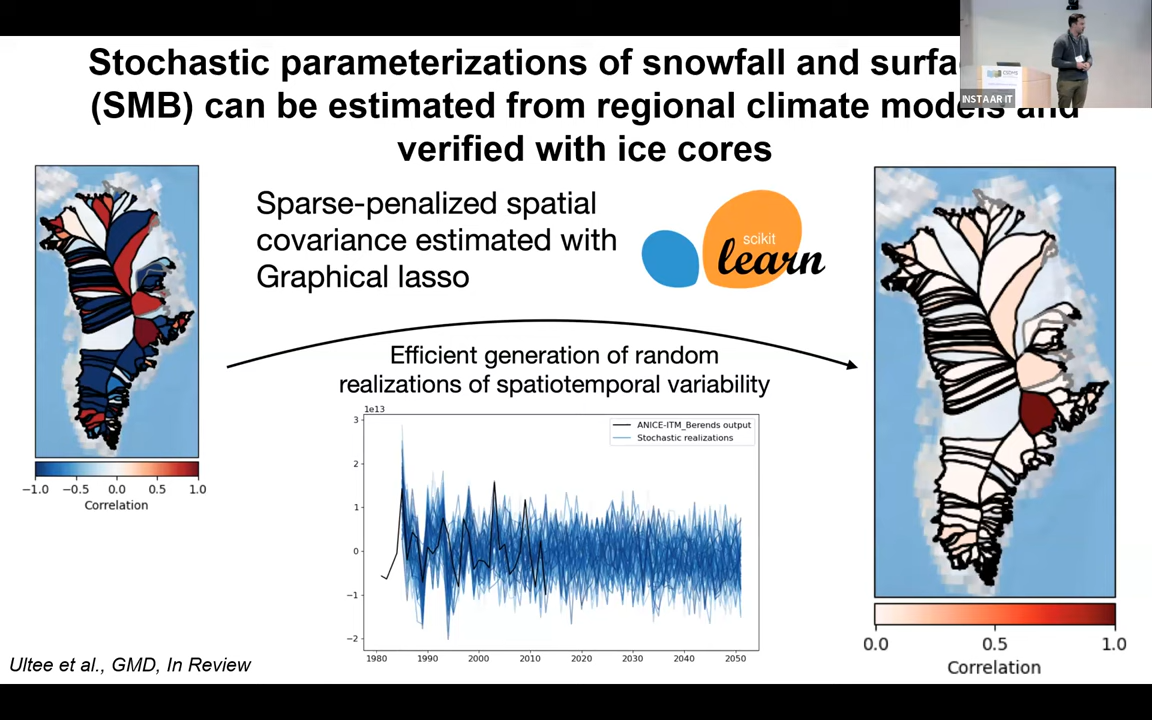 Stochastic parameterizations of snowfall and
(SMB) can be estimated from regional climate models and
verified with ice cores
INSTAAR IT
Sparse-penalized spatial
covariance estimated with
Graphical lasso
scikit
learn
Efficient generation of random
realizations of spatiotemporal variability
1e13
ANICE-ITM_Berends output
Stochastic realizations
3
2
1
0
−1
−2
1980 1990 2000 2010 2020 2030 2040 2050
−1.0 −0.5 0.0 0.5 1.0
Correlation
0.0 0.5 1.0
Correlation
Ultee et al., GMD, In Review